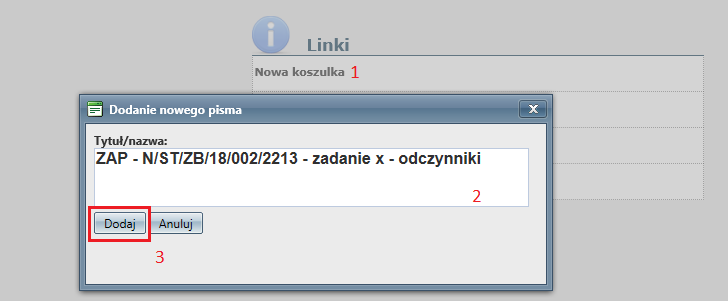 Linki
Nowa koszulka 1
Dodanie nowego pisma
Tytuł/nazwa:
ZAP - N/ST/ZB/18/002/2213 - zadanie x - odczynniki
2
Dodaj Anuluj
3